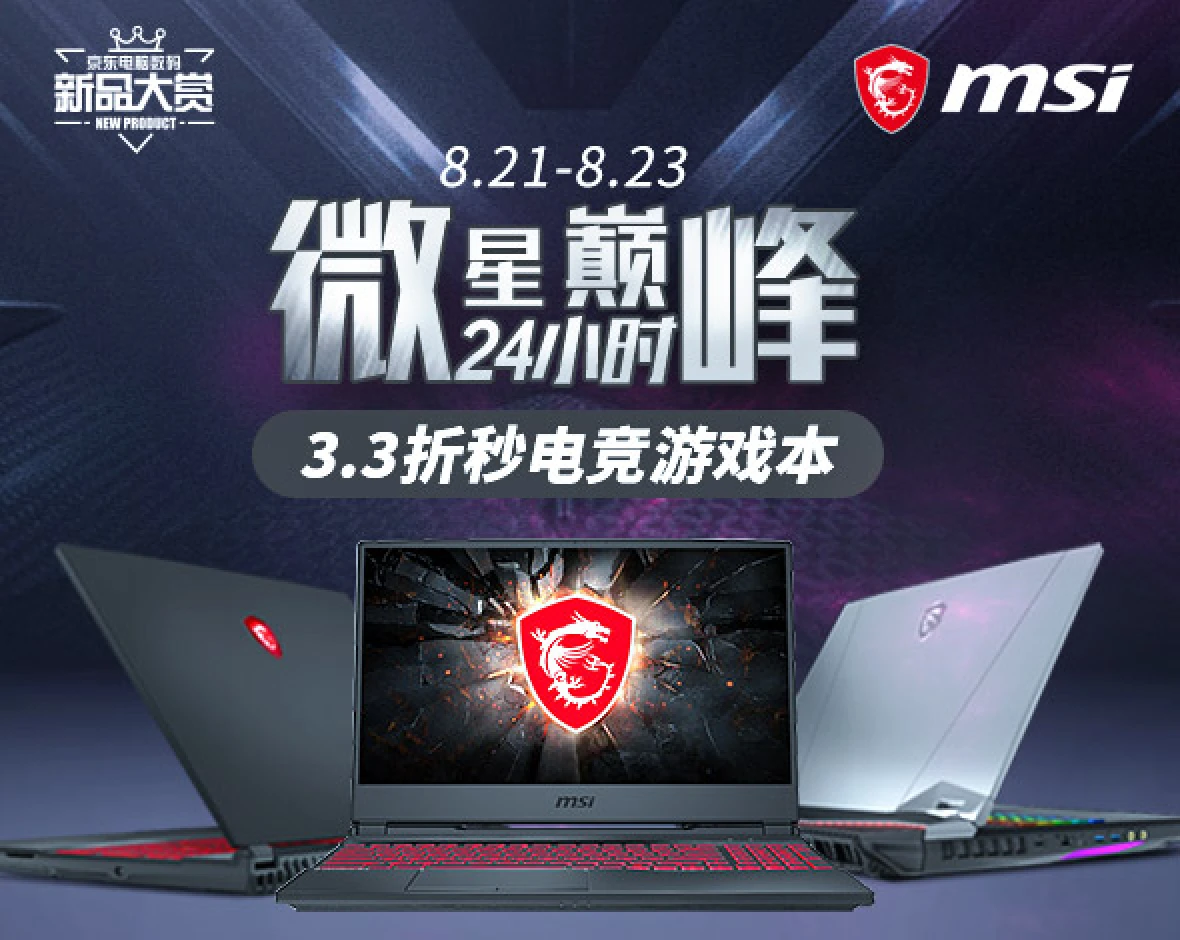 京东电脑数码
新品大赏
NEW PRODUCT
msi
8.21-8.23
微星巅峰
24小时
3.3折秒电竞游戏本
msi